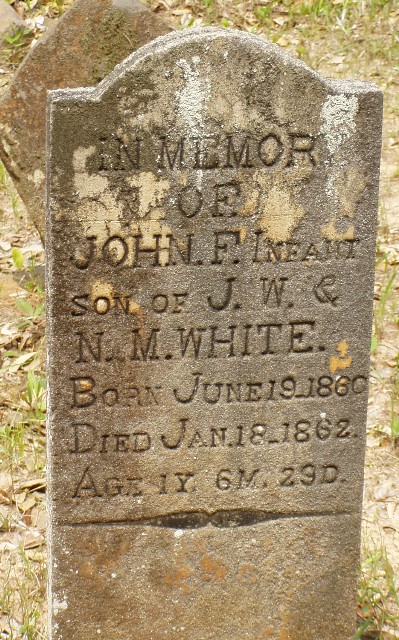 IN MEMORY
OF
JOHN. F. INFANT
SON OF J. W. &
N. M. WHITE.
BORN JUNE 19. 1860
DIED JAN. 18. 1862.
AGE 1Y. 6M. 29D.